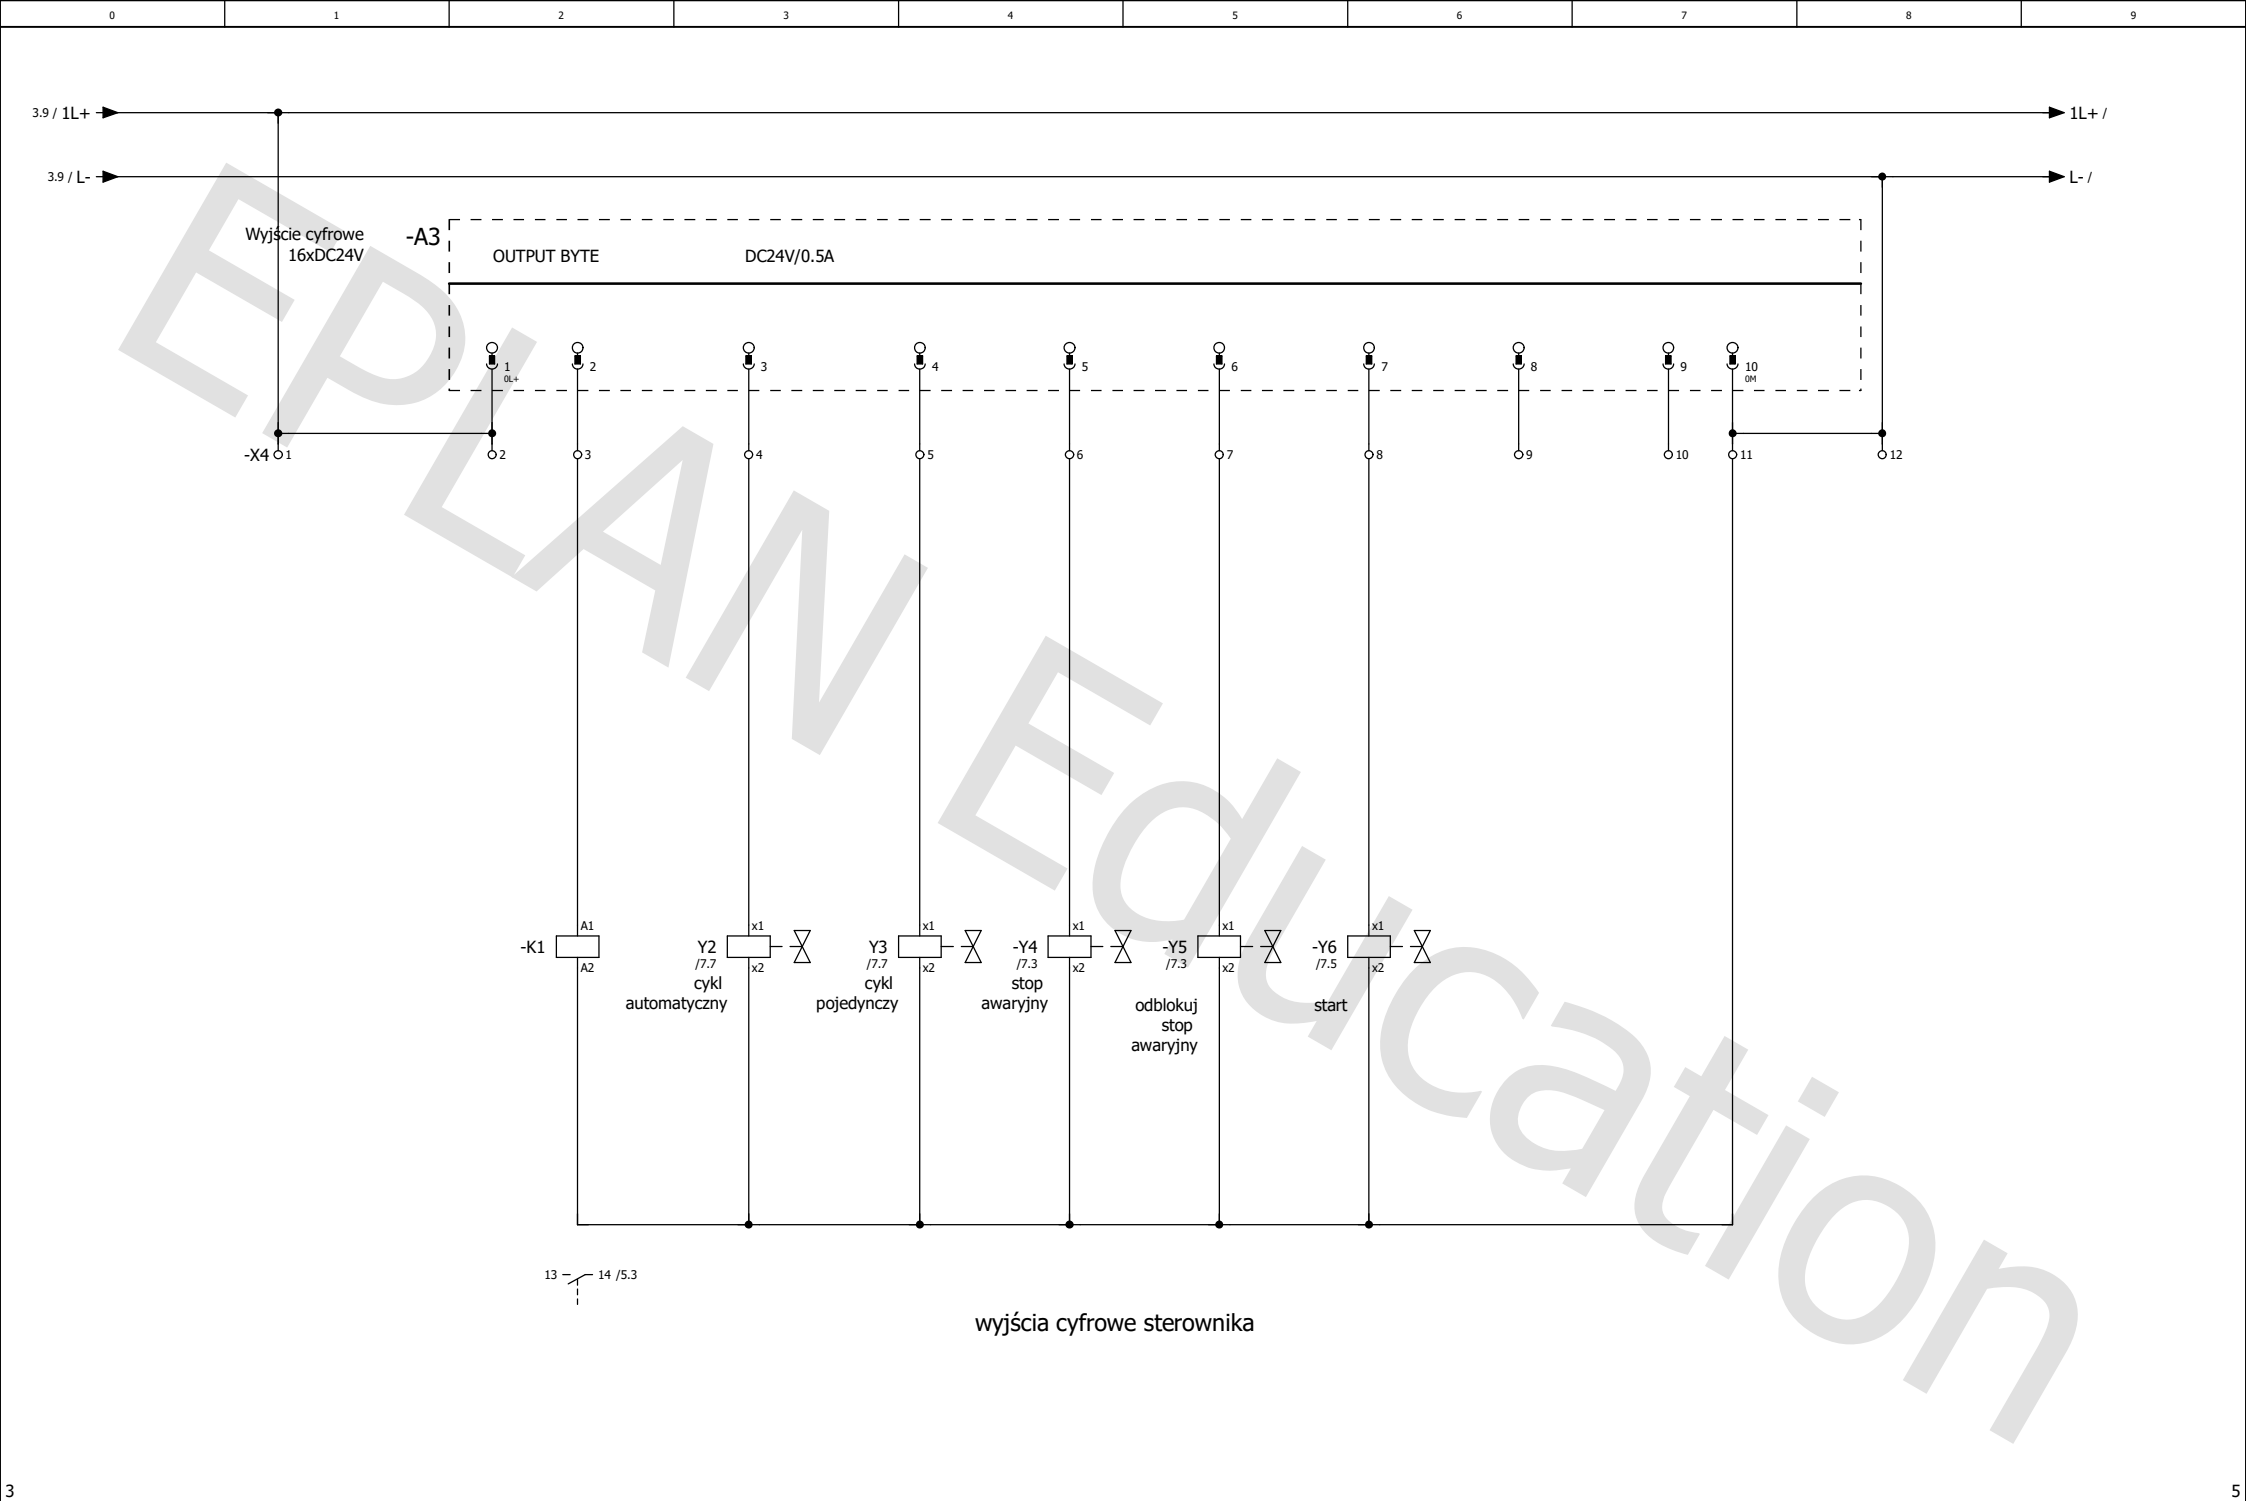 0 1 2 3 4 5 6 7 8 9
3.9 / 1L+ 1L+ /
3.9 / L- L- /
Wyjście cyfrowe
16xDC24V
-A3
OUTPUT BYTE DC24V/0.5A
1 2 3 4 5 6 7 8 9 10
0L+ 0M
-X4 1 2 3 4 5 6 7 8 9 10 11 12
EPLAN Education
A1 x1 x1 x1 x1 x1
-K1 Y2 Y3 -Y4 -Y5 -Y6
/7.7 /7.7 /7.3 /7.3 /7.5
A2 x2 x2 x2 x2 x2
cykl
automatyczny
cykl
pojedynczy
stop
awaryjny
odblokuj
stop
awaryjny
start
13 14 /5.3
wyjścia cyfrowe sterownika
3 5